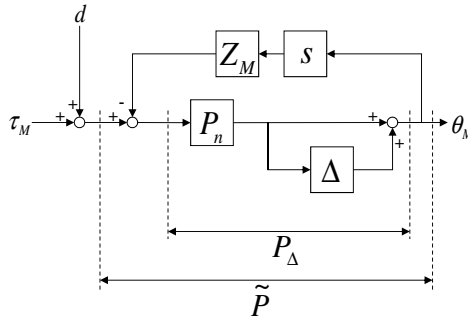 d
Z_M
s
-
+
τ_M
+
+
P_n
+
θ_M
+
Δ
P_Δ
P̃